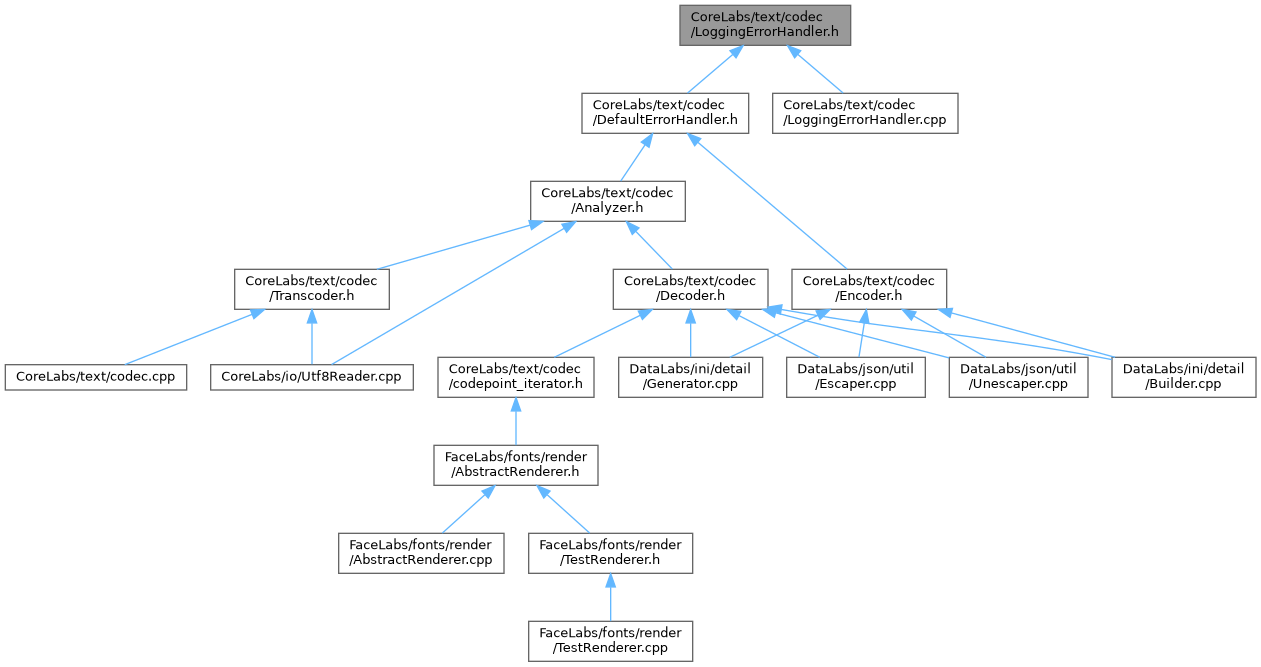 CoreLabs/text/codec
/LoggingErrorHandler.h
CoreLabs/text/codec
/DefaultErrorHandler.h
CoreLabs/text/codec
/LoggingErrorHandler.cpp
CoreLabs/text/codec
/Analyzer.h
CoreLabs/text/codec
/Transcoder.h
CoreLabs/text/codec
/Decoder.h
CoreLabs/text/codec
/Encoder.h
CoreLabs/text/codec.cpp
CoreLabs/io/Utf8Reader.cpp
CoreLabs/text/codec
/codepoint_iterator.h
DataLabs/ini/detail
/Generator.cpp
DataLabs/json/util
/Escaper.cpp
DataLabs/json/util
/Unescaper.cpp
DataLabs/ini/detail
/Builder.cpp
FaceLabs/fonts/render
/AbstractRenderer.h
FaceLabs/fonts/render
/AbstractRenderer.cpp
FaceLabs/fonts/render
/TestRenderer.h
FaceLabs/fonts/render
/TestRenderer.cpp